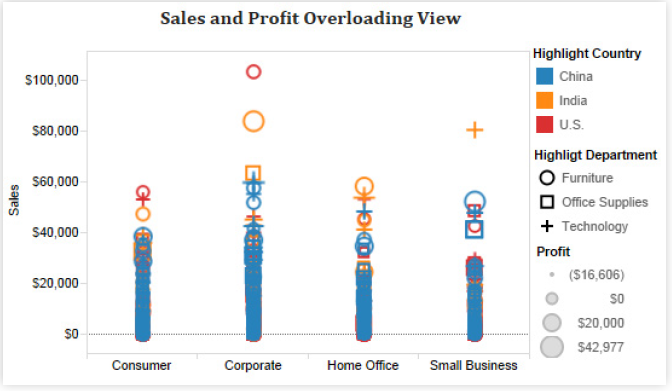 Sales and Profit Overloading View
Sales
$100,000
$80,000
$60,000
$40,000
$20,000
$0
Consumer
Corporate
Home Office
Small Business
Highlight Country
China
India
U.S.
Highligt Department
Furniture
Office Supplies
Technology
Profit
($16,606)
$0
$20,000
$42,977